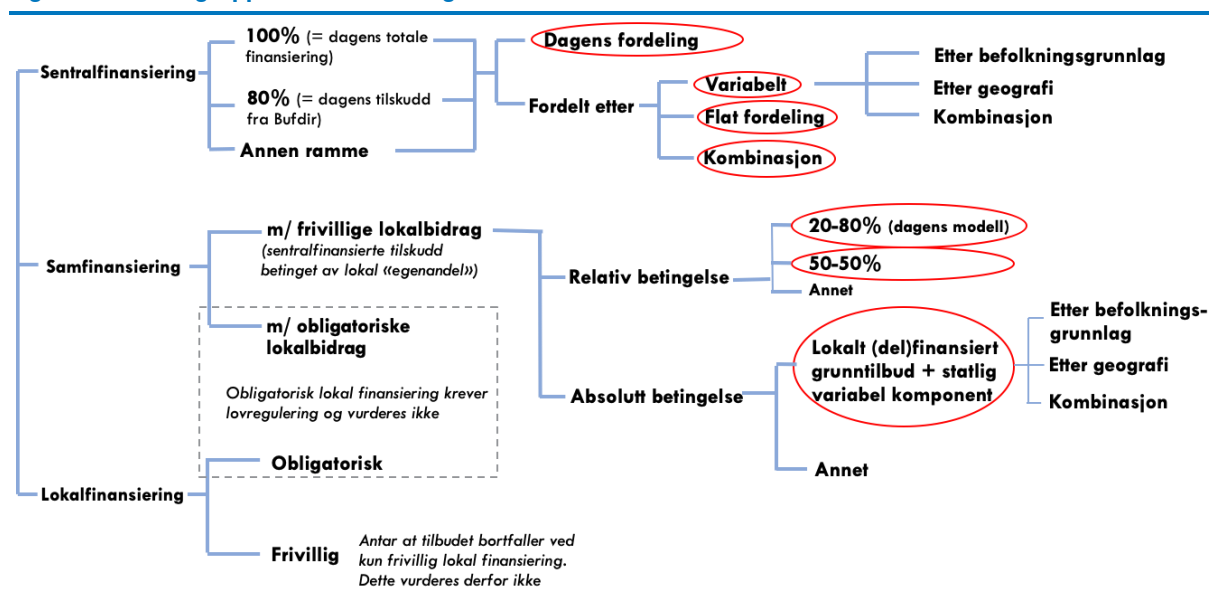 Sentralfinansiering
100% (= dagens totale
finansiering)
80% (= dagens tilskudd
fra Bufdir)
Annen ramme
Dagens fordeling
Fordelt etter
Variabelt
Flat fordeling
Kombinasjon
Etter befolkningsgrunnlag
Etter geografi
Kombinasjon
Samfinansiering
m/ frivillige lokalbidrag
(sentralfinansierte tilskudd
betinget av lokal «egenandel»)
m/ obligatoriske
lokalbidrag
Obligatorisk lokal finansiering krever
lovregulering og vurderes ikke
Relativ betingelse
20-80% (dagens modell)
50-50%
Annet
Absolutt betingelse
Lokalt (del)finansiert
grunntilbud + statlig
variabel komponent
Etter befolknings-
grunnlag
Etter geografi
Kombinasjon
Annet
Lokalfinansiering
Obligatorisk
Frivillig
Antar at tilbudet bortfaller ved
kun frivillig lokal finansiering.
Dette vurderes derfor ikke